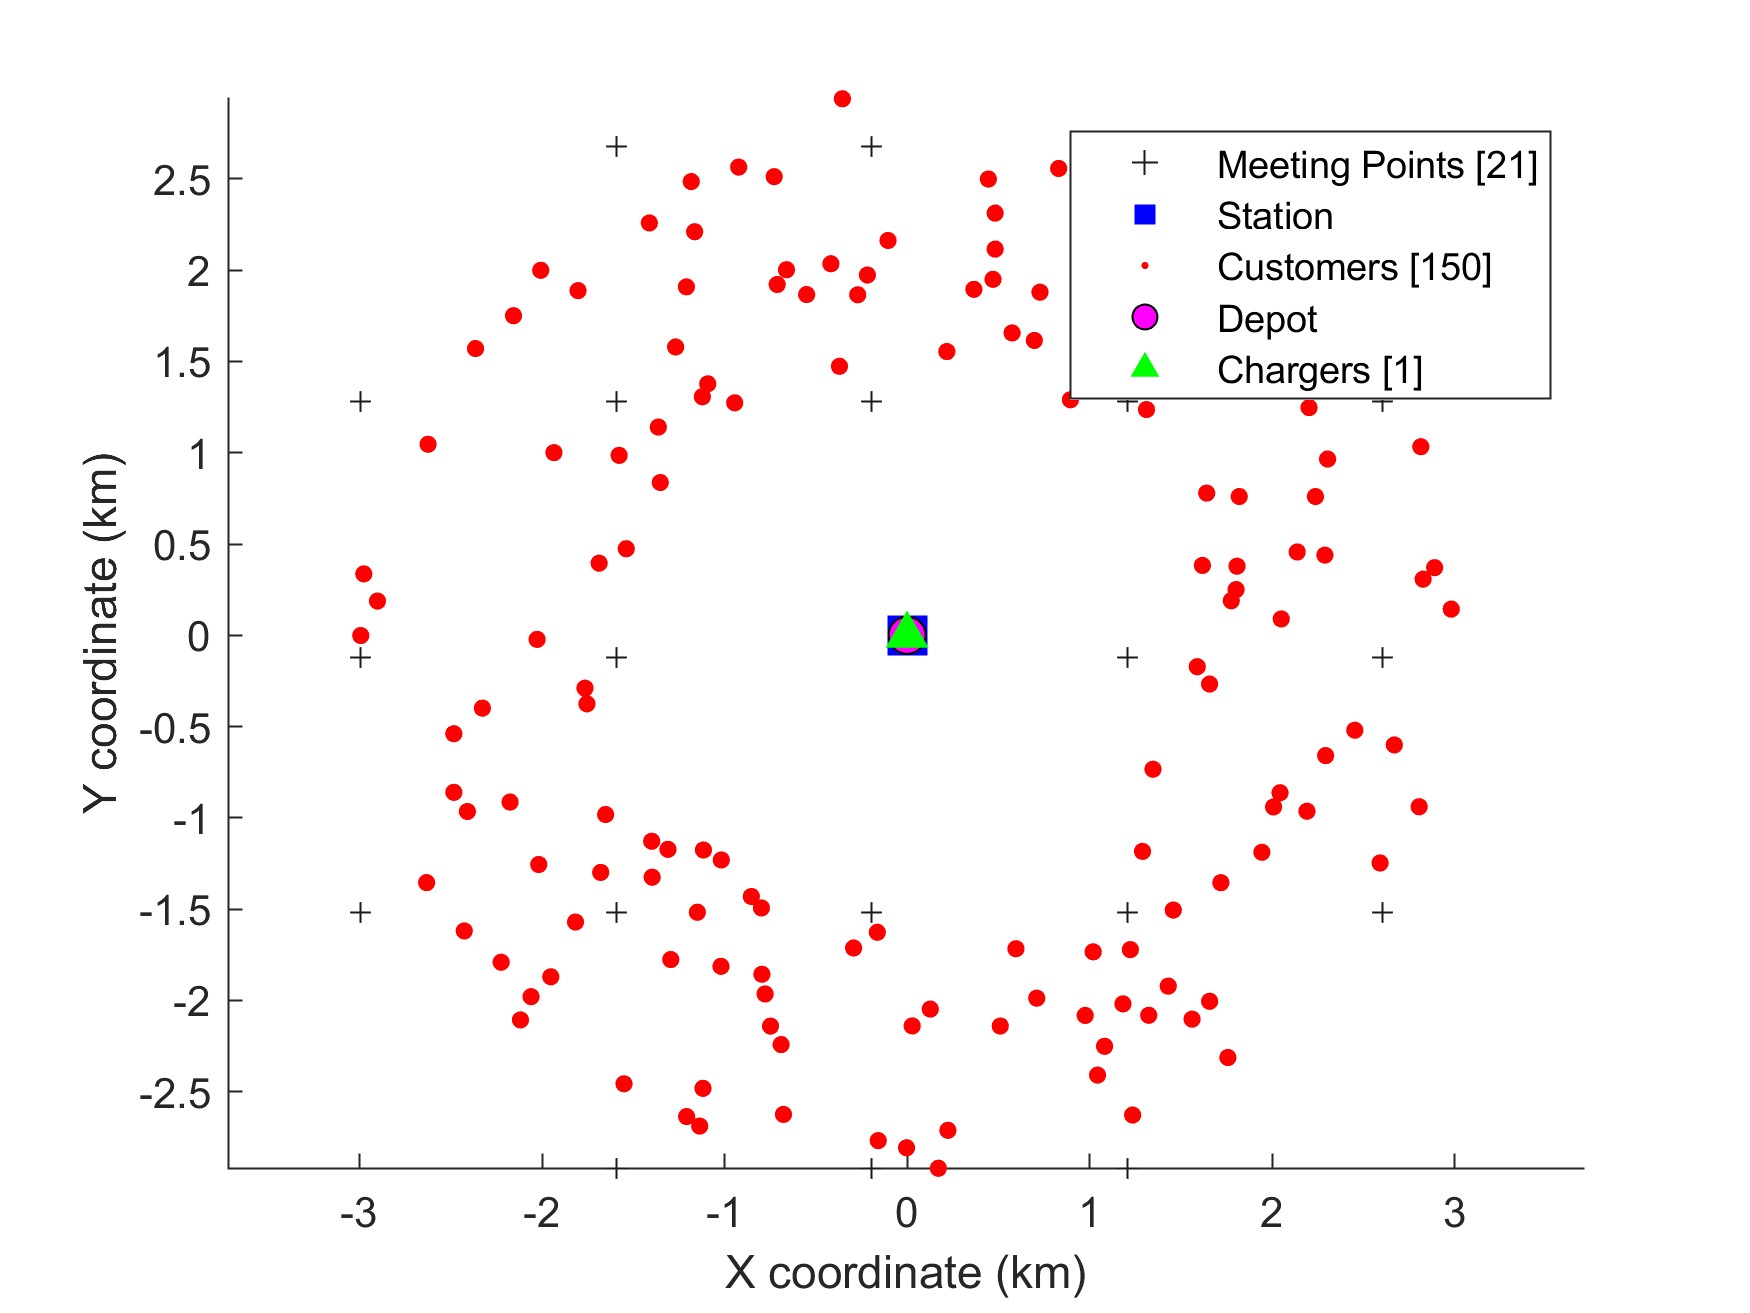 Meeting Points [21]
Station
Customers [150]
Depot
Chargers [1]
2.5
2
1.5
1
0.5
0
-0.5
-1
-1.5
-2
-2.5
Y coordinate (km)
-3 -2 -1 0 1 2 3
X coordinate (km)